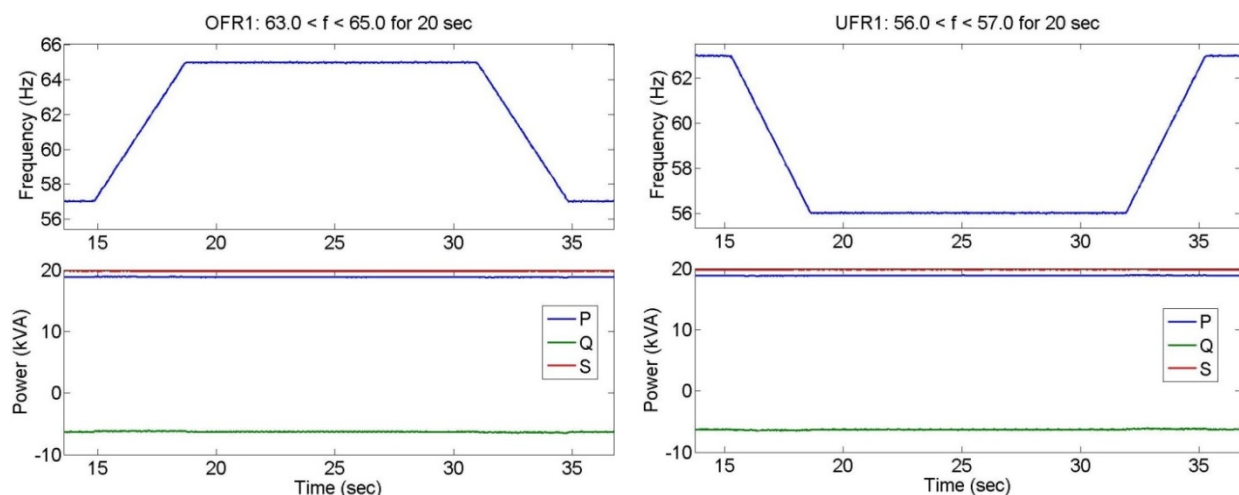 OFR1: 63.0 < f < 65.0 for 20 sec
Frequency (Hz)
66
64
62
60
58
56
15
20
25
30
35
Power (kVA)
20
10
0
-10
P
Q
S
15
20
25
30
35
Time (sec)
UFR1: 56.0 < f < 57.0 for 20 sec
Frequency (Hz)
62
60
58
56
15
20
25
30
35
Power (kVA)
20
10
0
-10
P
Q
S
15
20
25
30
35
Time (sec)